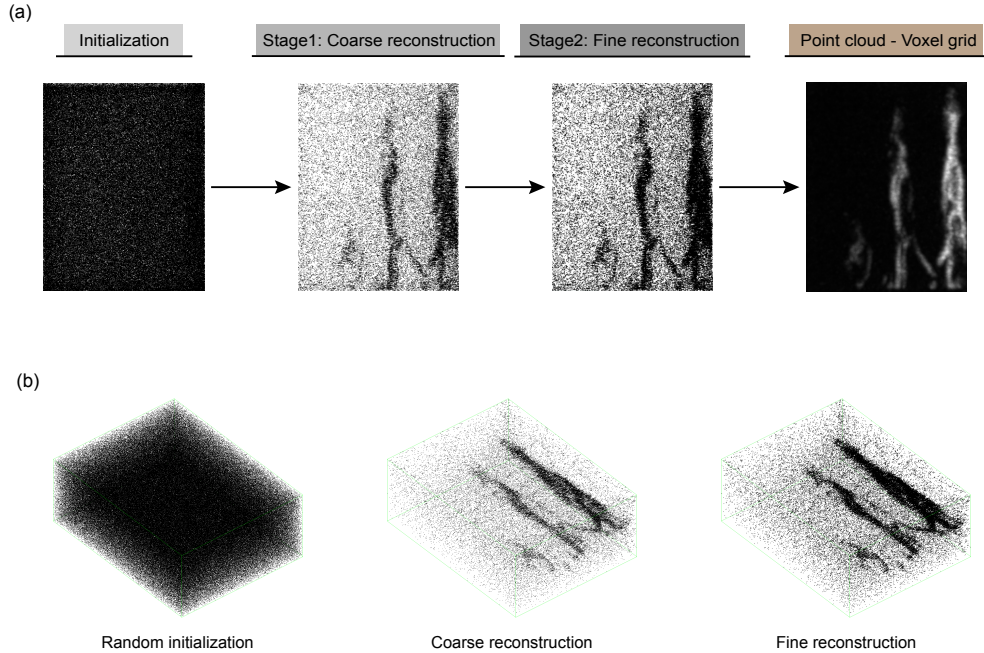 (a)
Initialization
Stage1: Coarse reconstruction
Stage2: Fine reconstruction
Point cloud - Voxel grid
(b)
Random initialization
Coarse reconstruction
Fine reconstruction